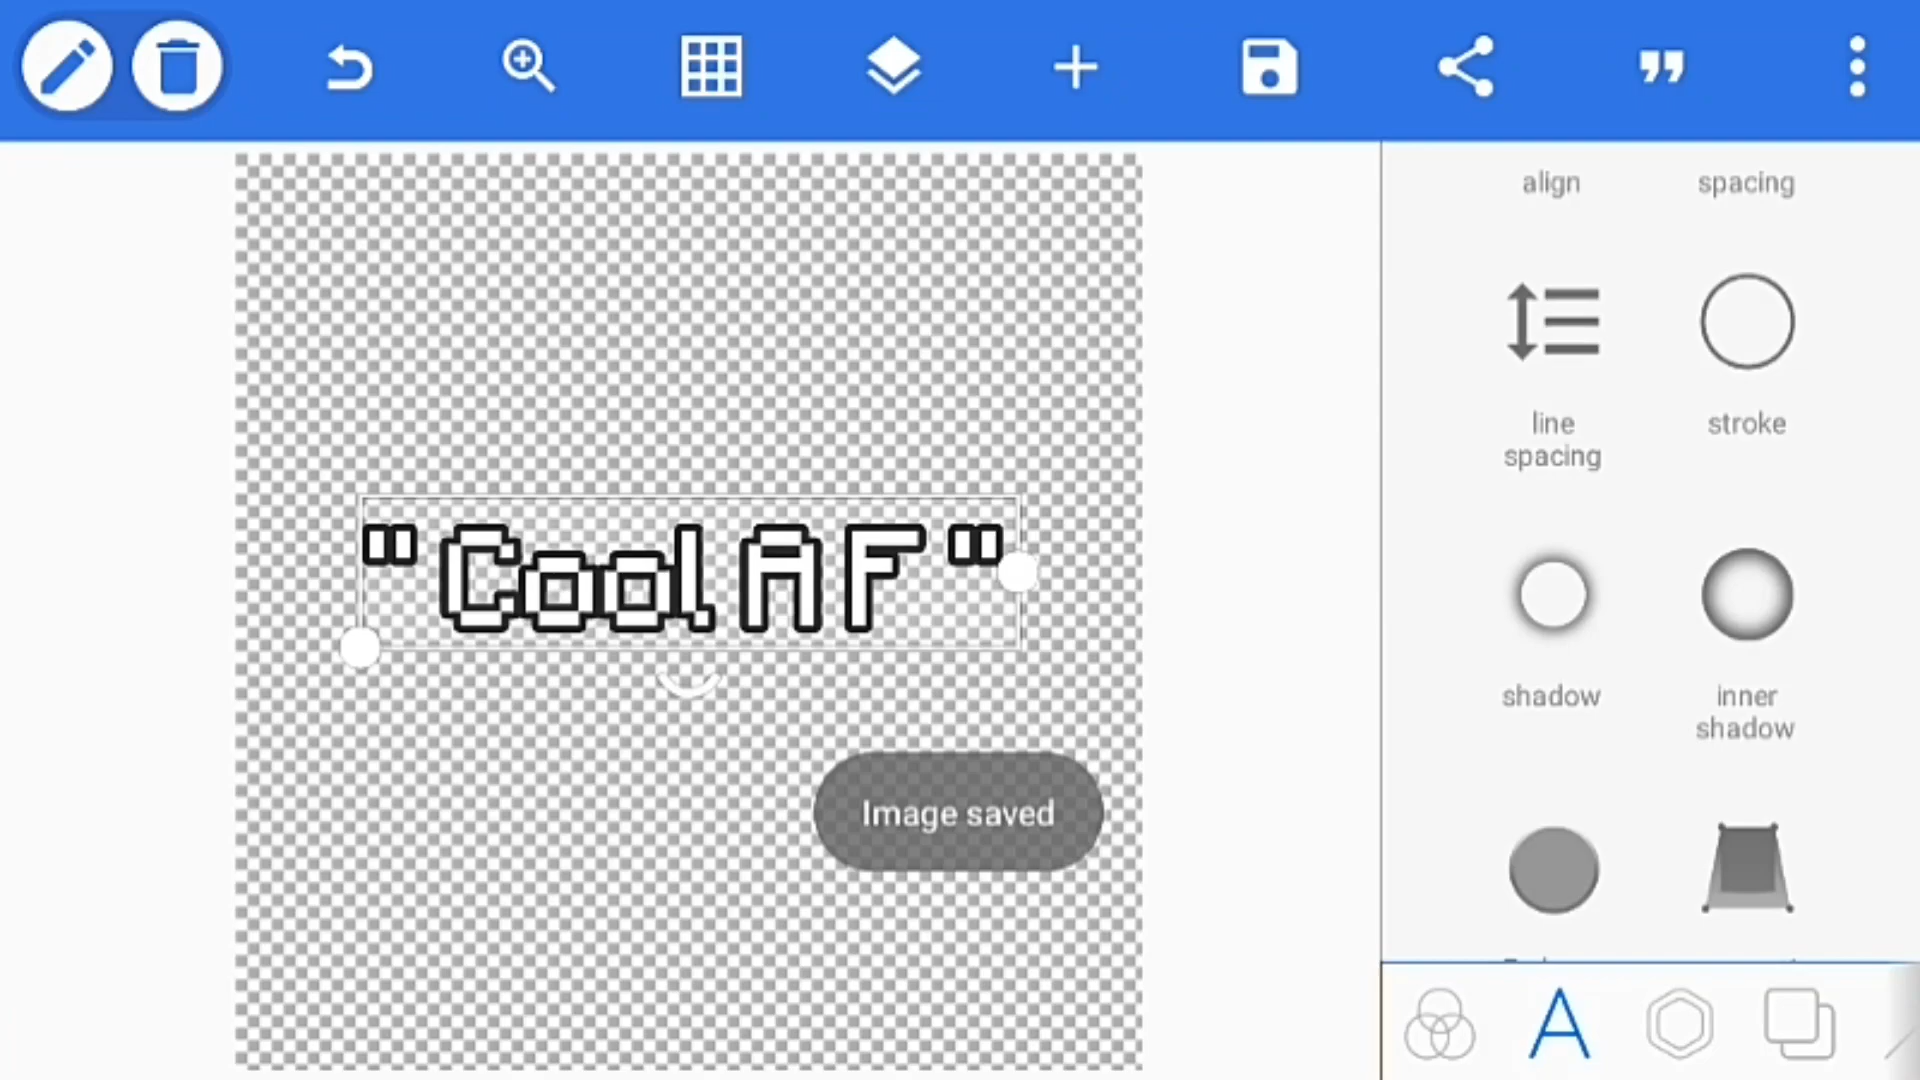 align
spacing
line
spacing
stroke
"Cool AF"
shadow
inner
shadow
Image saved